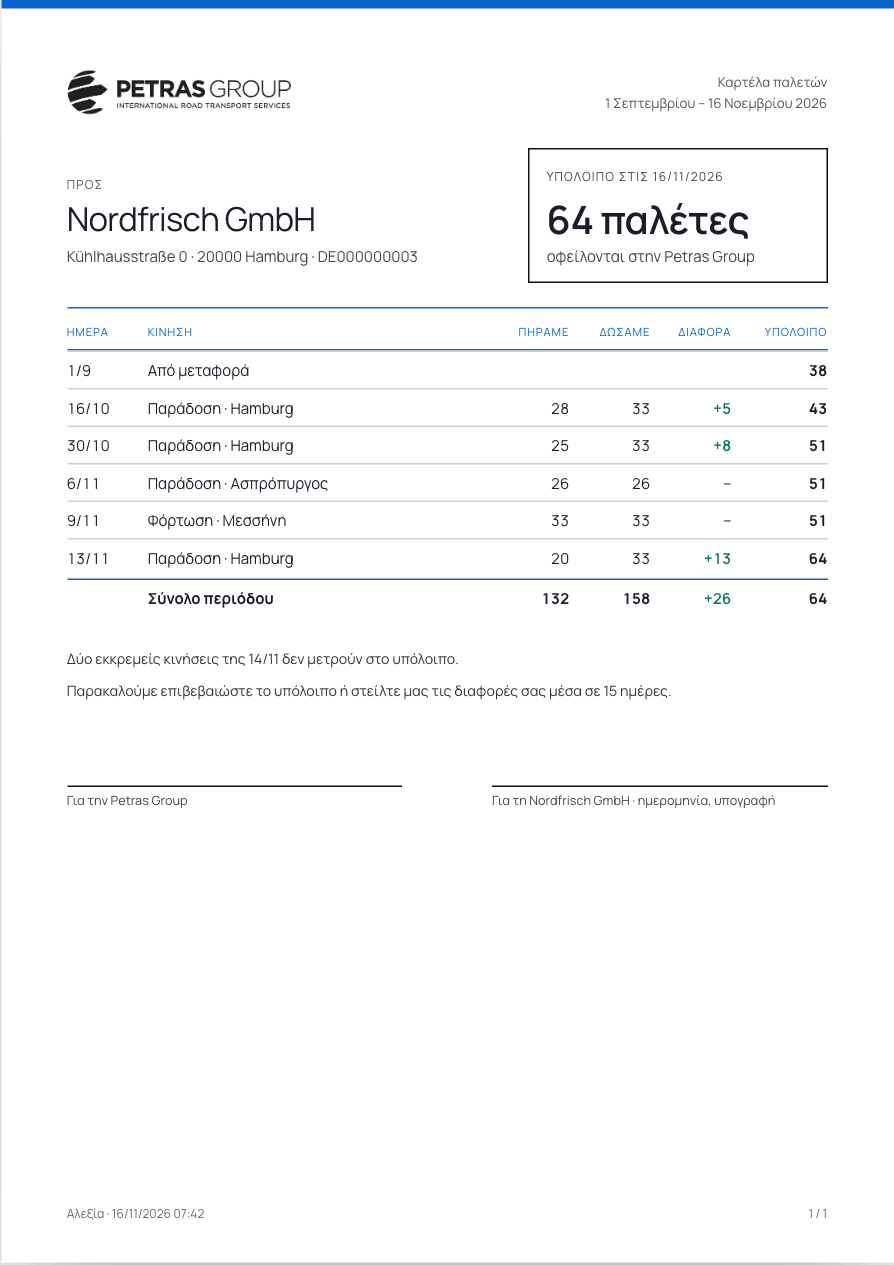 PETRAS GROUP
INTERNATIONAL ROAD TRANSPORT SERVICES
Καρτέλα παλετών
1 Σεπτεμβρίου – 16 Νοεμβρίου 2026
ΠΡΟΣ
Nordfrisch GmbH
Kühlhausstraße 0 · 20000 Hamburg · DE000000003
ΥΠΟΛΟΙΠΟ ΣΤΙΣ 16/11/2026
64 παλέτες
οφείλονται στην Petras Group
ΗΜΕΡΑ ΚΙΝΗΣΗ ΠΗΡΑΜΕ ΔΩΣΑΜΕ ΔΙΑΦΟΡΑ ΥΠΟΛΟΙΠΟ
1/9 Από μεταφορά 38
16/10 Παράδοση · Hamburg 28 33 +5 43
30/10 Παράδοση · Hamburg 25 33 +8 51
6/11 Παράδοση · Ασπρόπυργος 26 26 – 51
9/11 Φόρτωση · Μεσσήνη 33 33 – 51
13/11 Παράδοση · Hamburg 20 33 +13 64
Σύνολο περιόδου 132 158 +26 64
Δύο εκκρεμείς κινήσεις της 14/11 δεν μετρούν στο υπόλοιπο.
Παρακαλούμε επιβεβαιώστε το υπόλοιπο ή στείλτε μας τις διαφορές σας μέσα σε 15 ημέρες.
Για την Petras Group
Για τη Nordfrisch GmbH · ημερομηνία, υπογραφή
Αλεξία · 16/11/2026 07:42
1 / 1